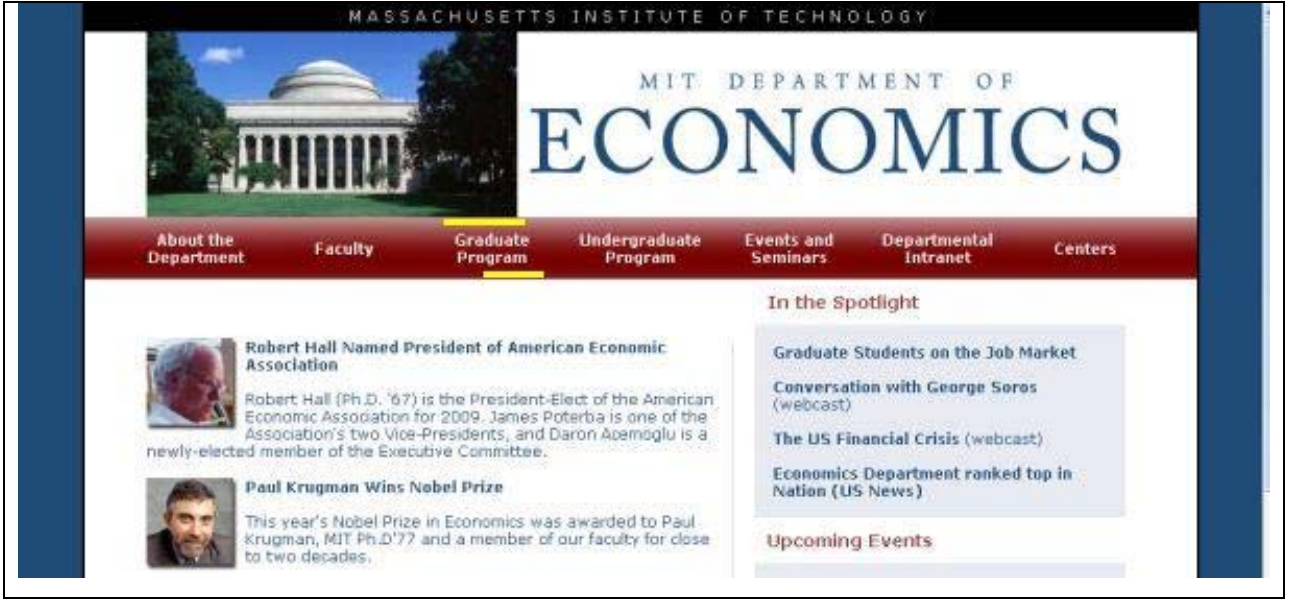 MASSACHUSETTS INSTITUTE OF TECHNOLOGY
MIT DEPARTMENT OF
ECONOMICS
About the Department
Faculty
Graduate Program
Undergraduate Program
Events and Seminars
Departmental Intranet
Centers
Robert Hall Named President of American Economic
Association
Robert Hall (Ph.D. '67) is the President-Elect of the American
Economic Association for 2009. James Poterba is one of the
Association's two Vice-Presidents, and Daron Acemoglu is a
newly-elected member of the Executive Committee.
Paul Krugman Wins Nobel Prize
This year's Nobel Prize in Economics was awarded to Paul
Krugman, MIT Ph.D'77 and a member of our faculty for close
to two decades.
In the Spotlight
Graduate Students on the Job Market
Conversation with George Soros
(webcast)
The US Financial Crisis (webcast)
Economics Department ranked top in
Nation (US News)
Upcoming Events